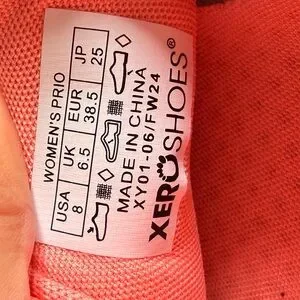 WOMEN'S PRIO
USA UK EUR JP
8 6.5 38.5 25
MADE IN CHINA
XY01-06/FW24
XEROSHOES®